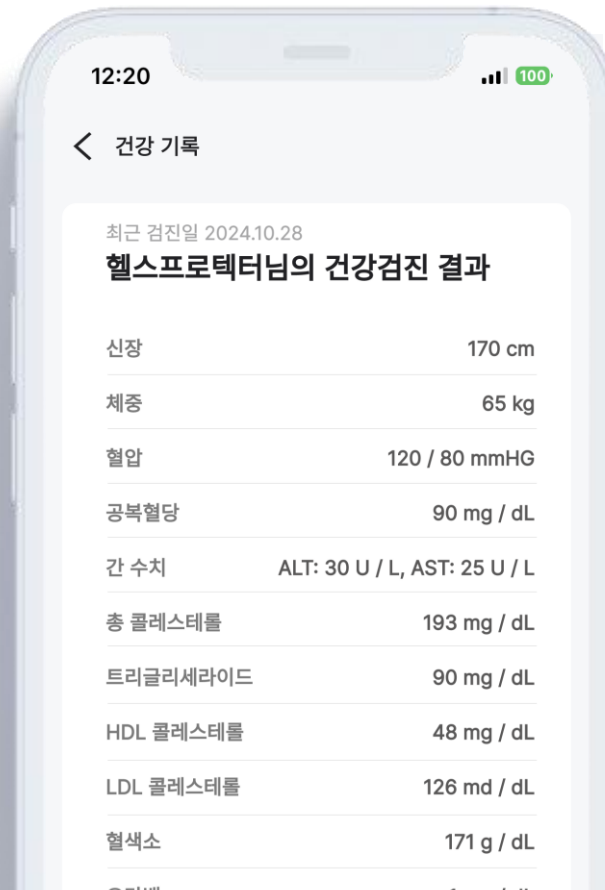 12:20
100
건강 기록
최근 검진일 2024.10.28
헬스프로텍터님의 건강검진 결과
신장 170 cm
체중 65 kg
혈압 120 / 80 mmHG
공복혈당 90 mg / dL
간 수치 ALT: 30 U / L, AST: 25 U / L
총 콜레스테롤 193 mg / dL
트리글리세라이드 90 mg / dL
HDL 콜레스테롤 48 mg / dL
LDL 콜레스테롤 126 md / dL
혈색소 171 g / dL